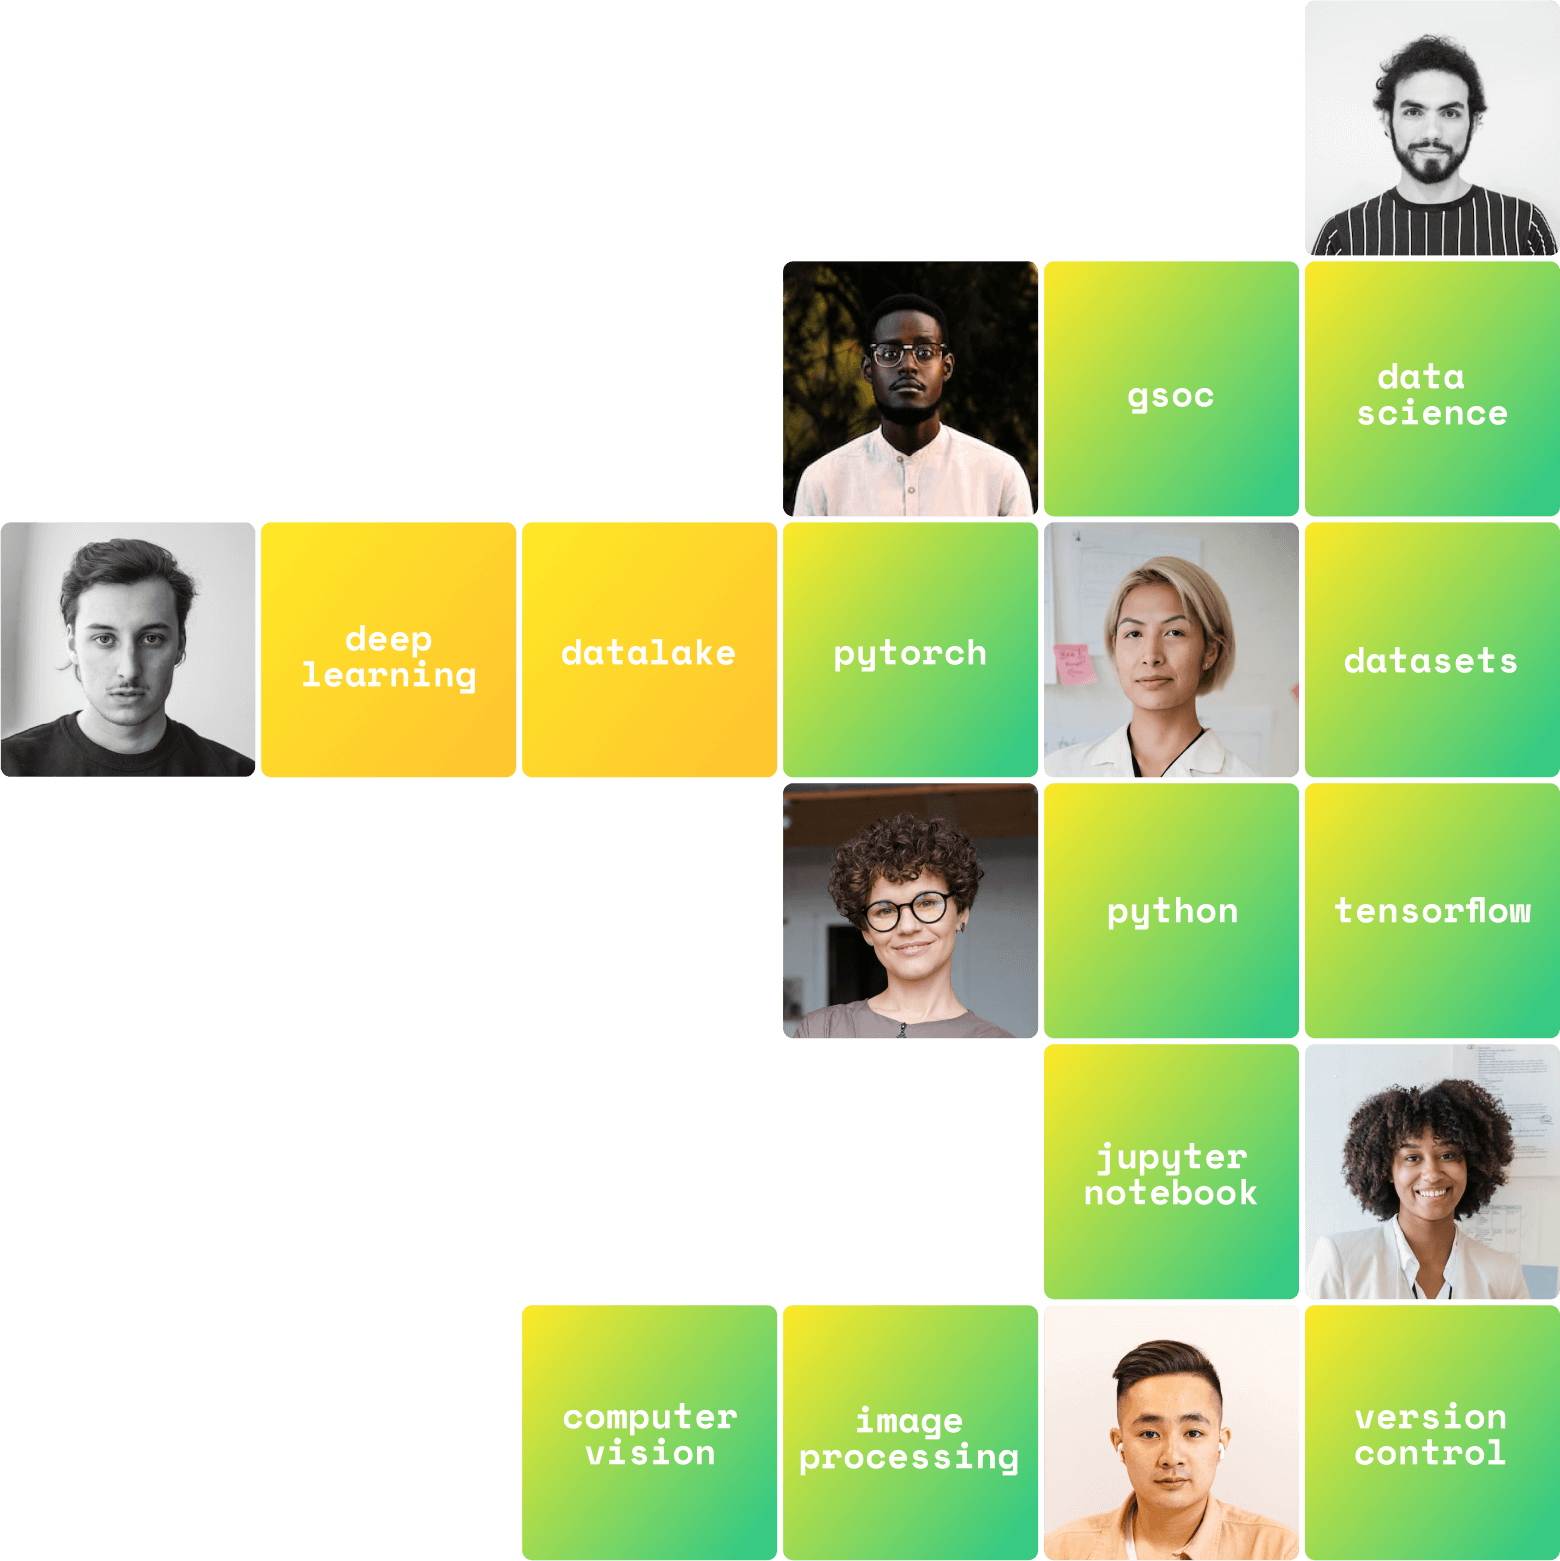 gsoc
data
science
deep
learning
datalake
pytorch
datasets
python
tensorflow
jupyter
notebook
computer
vision
image
processing
version
control